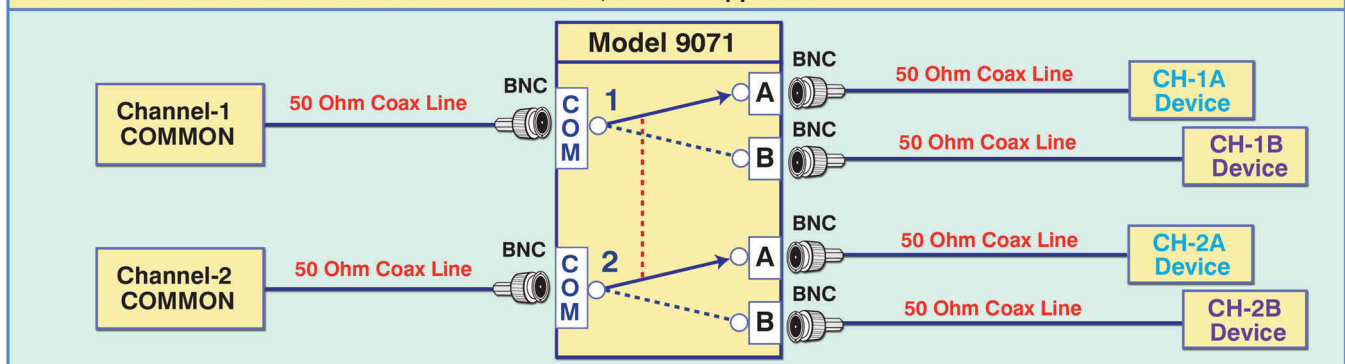 Model 9071
Channel-1
COMMON
50 Ohm Coax Line
BNC
COM
1
A
BNC
50 Ohm Coax Line
CH-1A
Device
B
BNC
50 Ohm Coax Line
CH-1B
Device
Channel-2
COMMON
50 Ohm Coax Line
BNC
COM
2
A
BNC
50 Ohm Coax Line
CH-2A
Device
B
BNC
50 Ohm Coax Line
CH-2B
Device